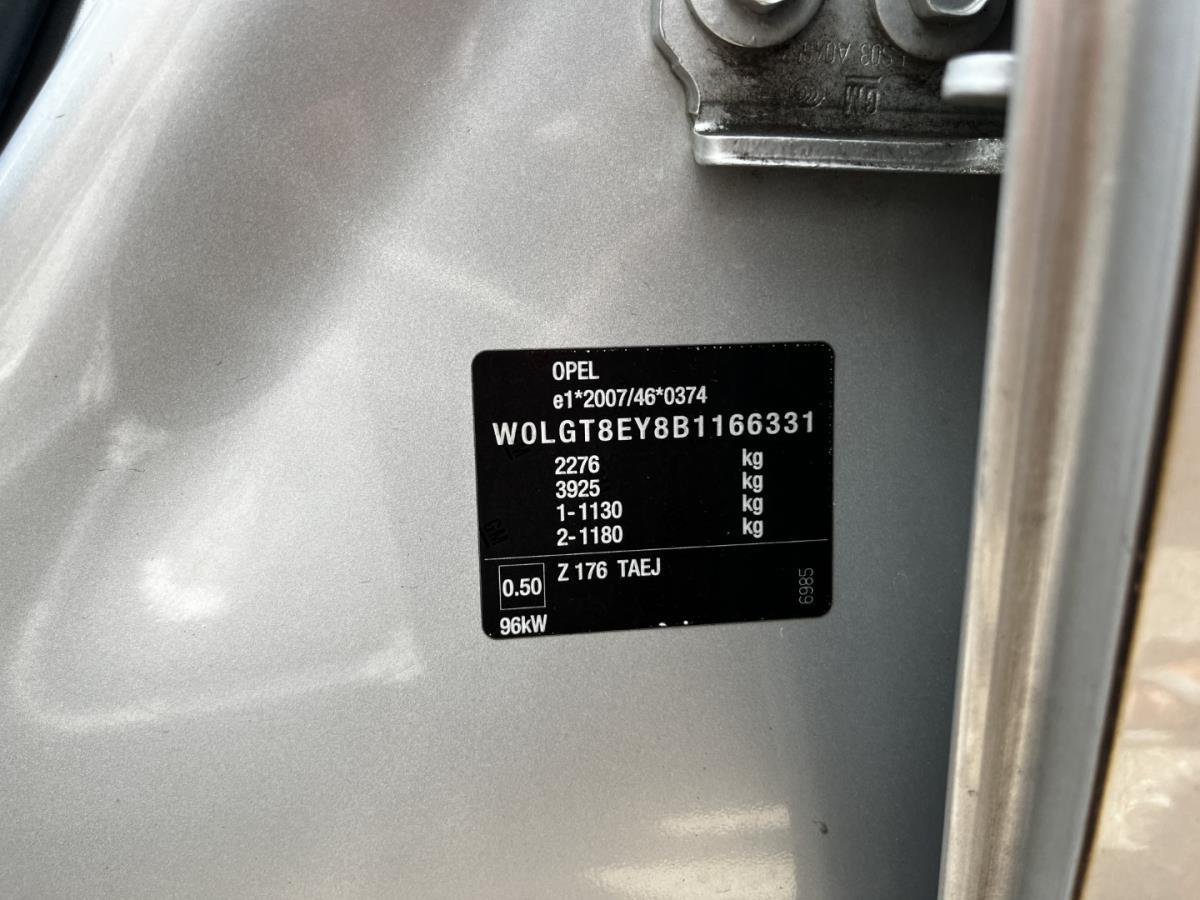 GM
OPEL
e1*2007/46*0374
W0LGT8EY8B1166331
2276 kg
3925 kg
1-1130 kg
2-1180 kg
0.50 Z 176 TAEJ
6985
96kW